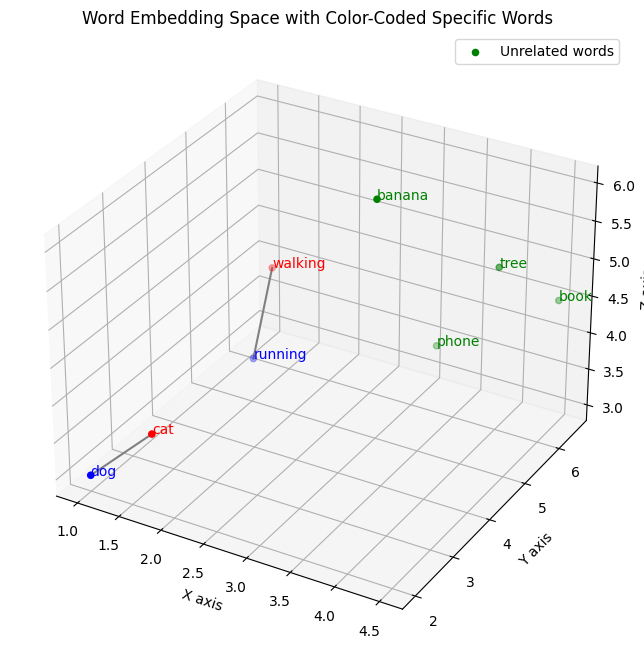 Word Embedding Space with Color-Coded Specific Words
Unrelated words
banana
walking
tree
book
phone
running
cat
dog
6.0
5.5
5.0
4.5
4.0
3.5
3.0
6
5
4
3
2
Y axis
1.0
1.5
2.0
2.5
3.0
3.5
4.0
4.5
X axis